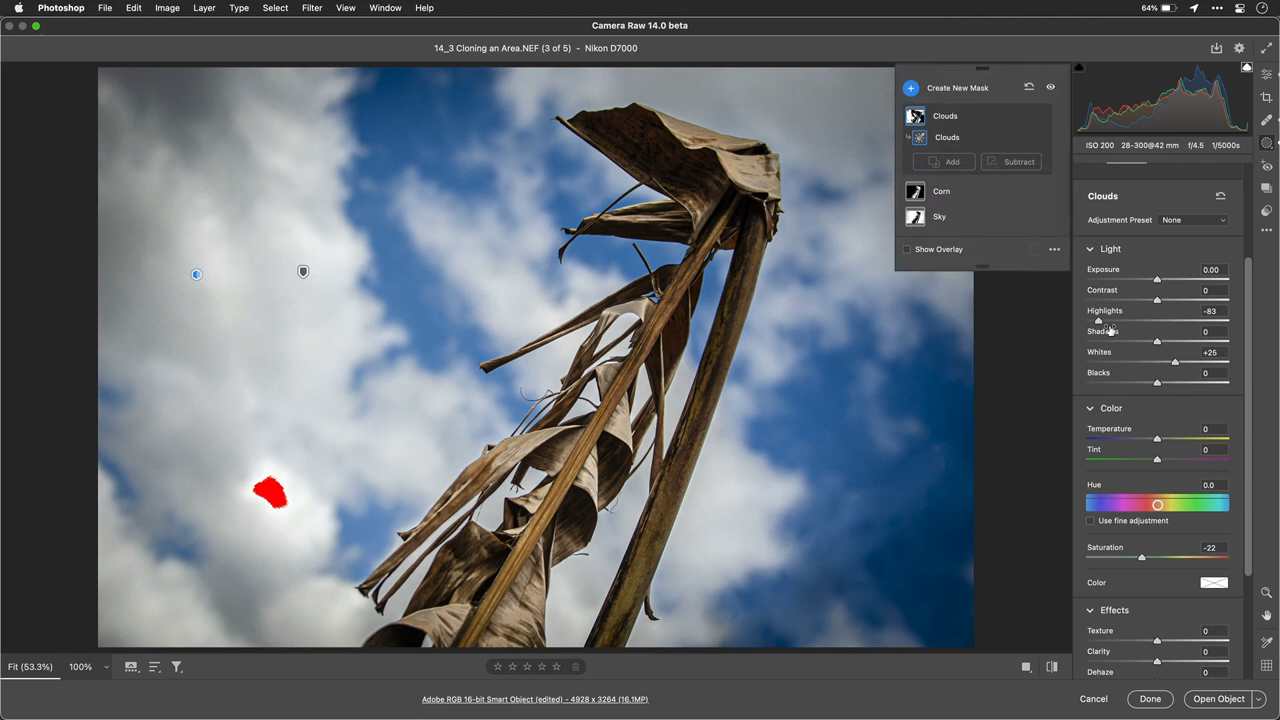 Photoshop File Edit Image Layer Type Select Filter View Window Help 64%
Camera Raw 14.0 beta
14_3 Cloning an Area.NEF (3 of 5) - Nikon D7000
Create New Mask
Clouds
Clouds
Add Subtract
Corn
Sky
Show Overlay
ISO 200 28-300@42 mm f/4.5 1/5000s
Clouds
Adjustment Preset None
Light
Exposure 0.00
Contrast 0
Highlights -83
Shadows 0
Whites +25
Blacks 0
Color
Temperature 0
Tint 0
Hue 0.0
Use fine adjustment
Saturation -22
Color
Effects
Texture 0
Clarity 0
Dehaze 0
Fit (53.3%) 100%
Adobe RGB 16-bit Smart Object (edited) - 4928 x 3264 (16.1MP)
Cancel Done Open Object